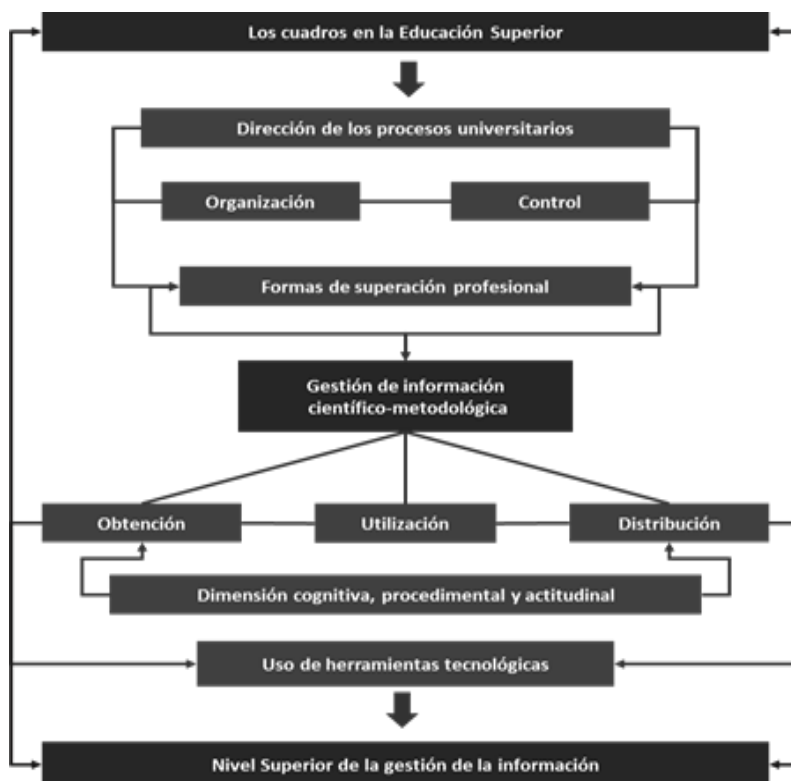 Los cuadros en la Educación Superior
Dirección de los procesos universitarios
Organización
Control
Formas de superación profesional
Gestión de información
científico-metodológica
Obtención
Utilización
Distribución
Dimensión cognitiva, procedimental y actitudinal
Uso de herramientas tecnológicas
Nivel Superior de la gestión de la información